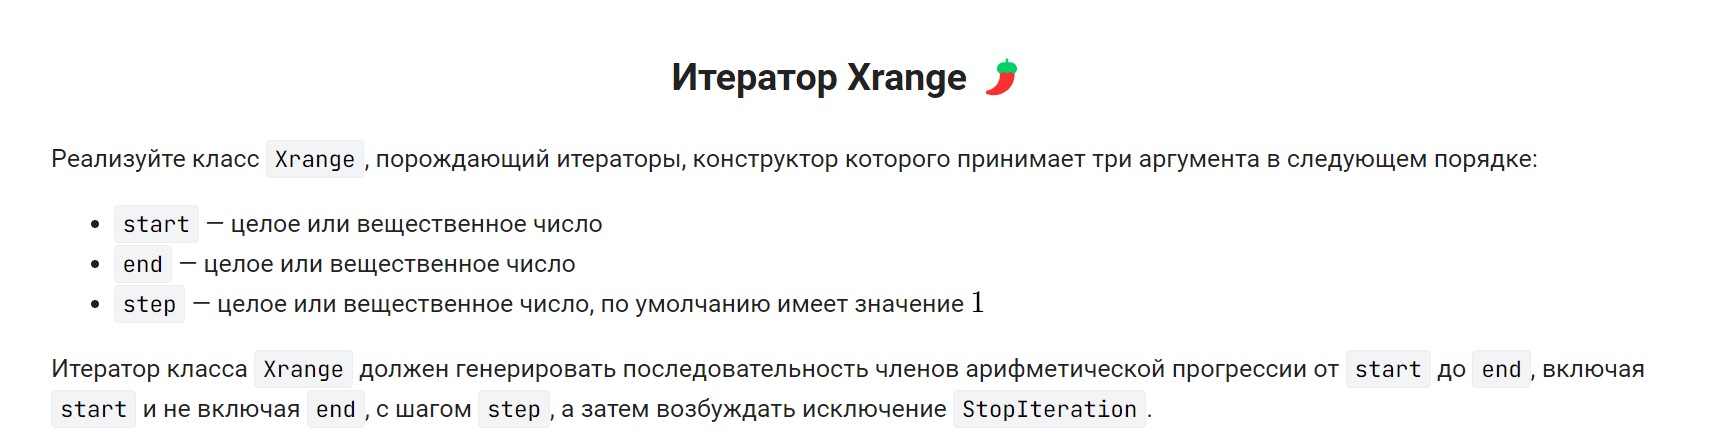 Итератор Xrange 🌶️
Реализуйте класс Xrange, порождающий итераторы, конструктор которого принимает три аргумента в следующем порядке:
• start — целое или вещественное число
• end — целое или вещественное число
• step — целое или вещественное число, по умолчанию имеет значение 1
Итератор класса Xrange должен генерировать последовательность членов арифметической прогрессии от start до end, включая
start и не включая end, с шагом step, а затем возбуждать исключение StopIteration.